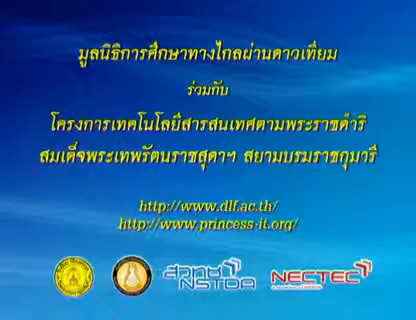 มูลนิธิการศึกษาทางไกลผ่านดาวเทียม
ร่วมกับ
โครงการเทคโนโลยีสารสนเทศตามพระราชดำริ
สมเด็จพระเทพรัตนราชสุดาฯ สยามบรมราชกุมารี
http://www.dlf.ac.th/
http://www.princess-it.org/
สวทช
NSTDA
NECTEC